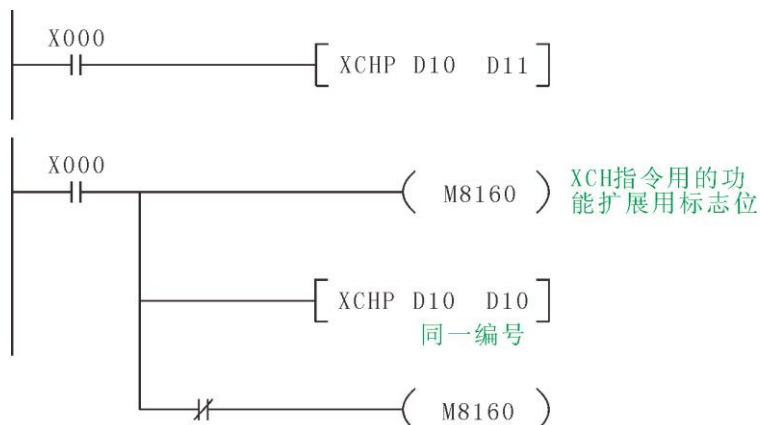 X000
XCHP D10 D11
X000
M8160
XCH指令用的功
能扩展用标志位
XCHP D10 D10
同一编号
M8160